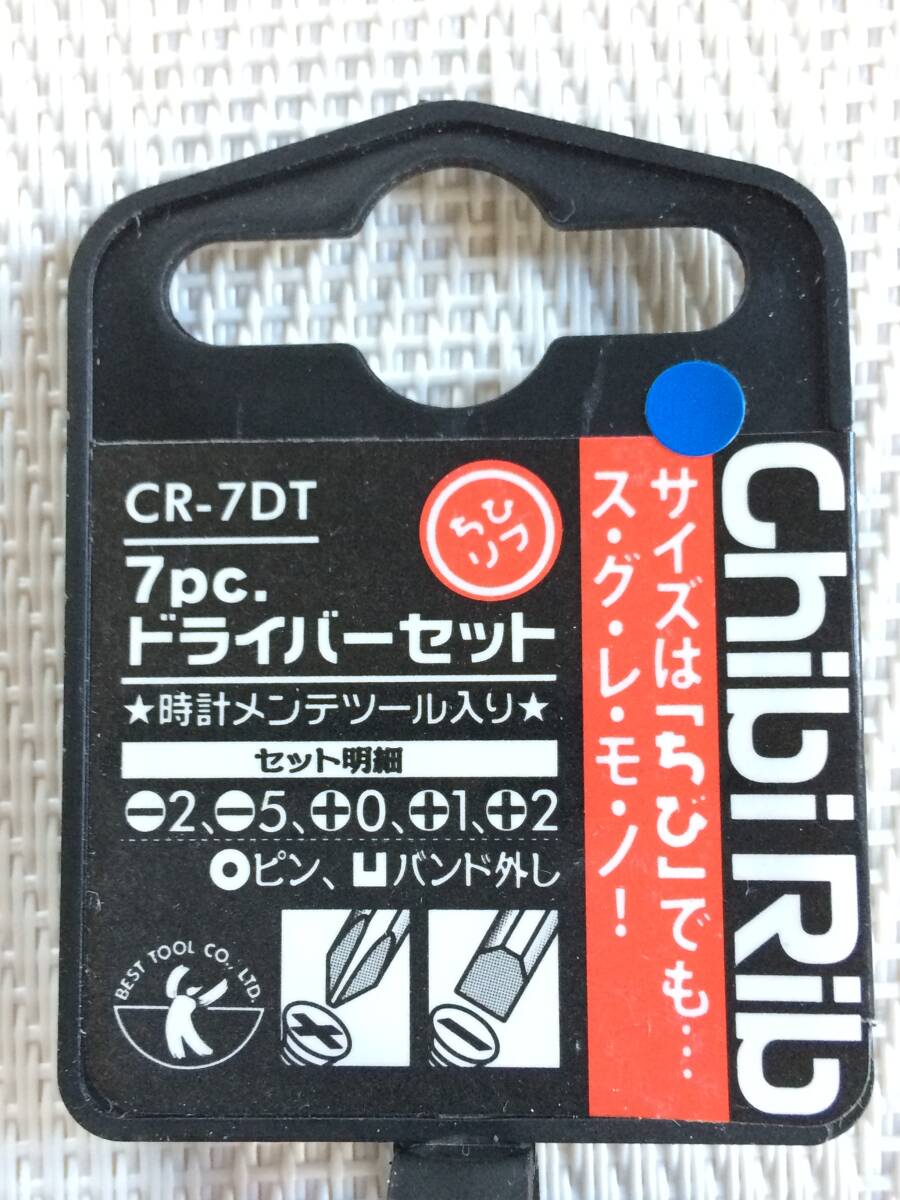 CR-7DT
ちび
リブ
7pc.
ドライバーセット
★時計メンテツール入り★
セット明細
⊖2、⊖5、⊕0、⊕1、⊕2
ピン、バンド外し
BEST TOOL CO., LTD.
サイズは「ちび」でも…
ス・グ・レ・モ・ノ!
Chibi Rib